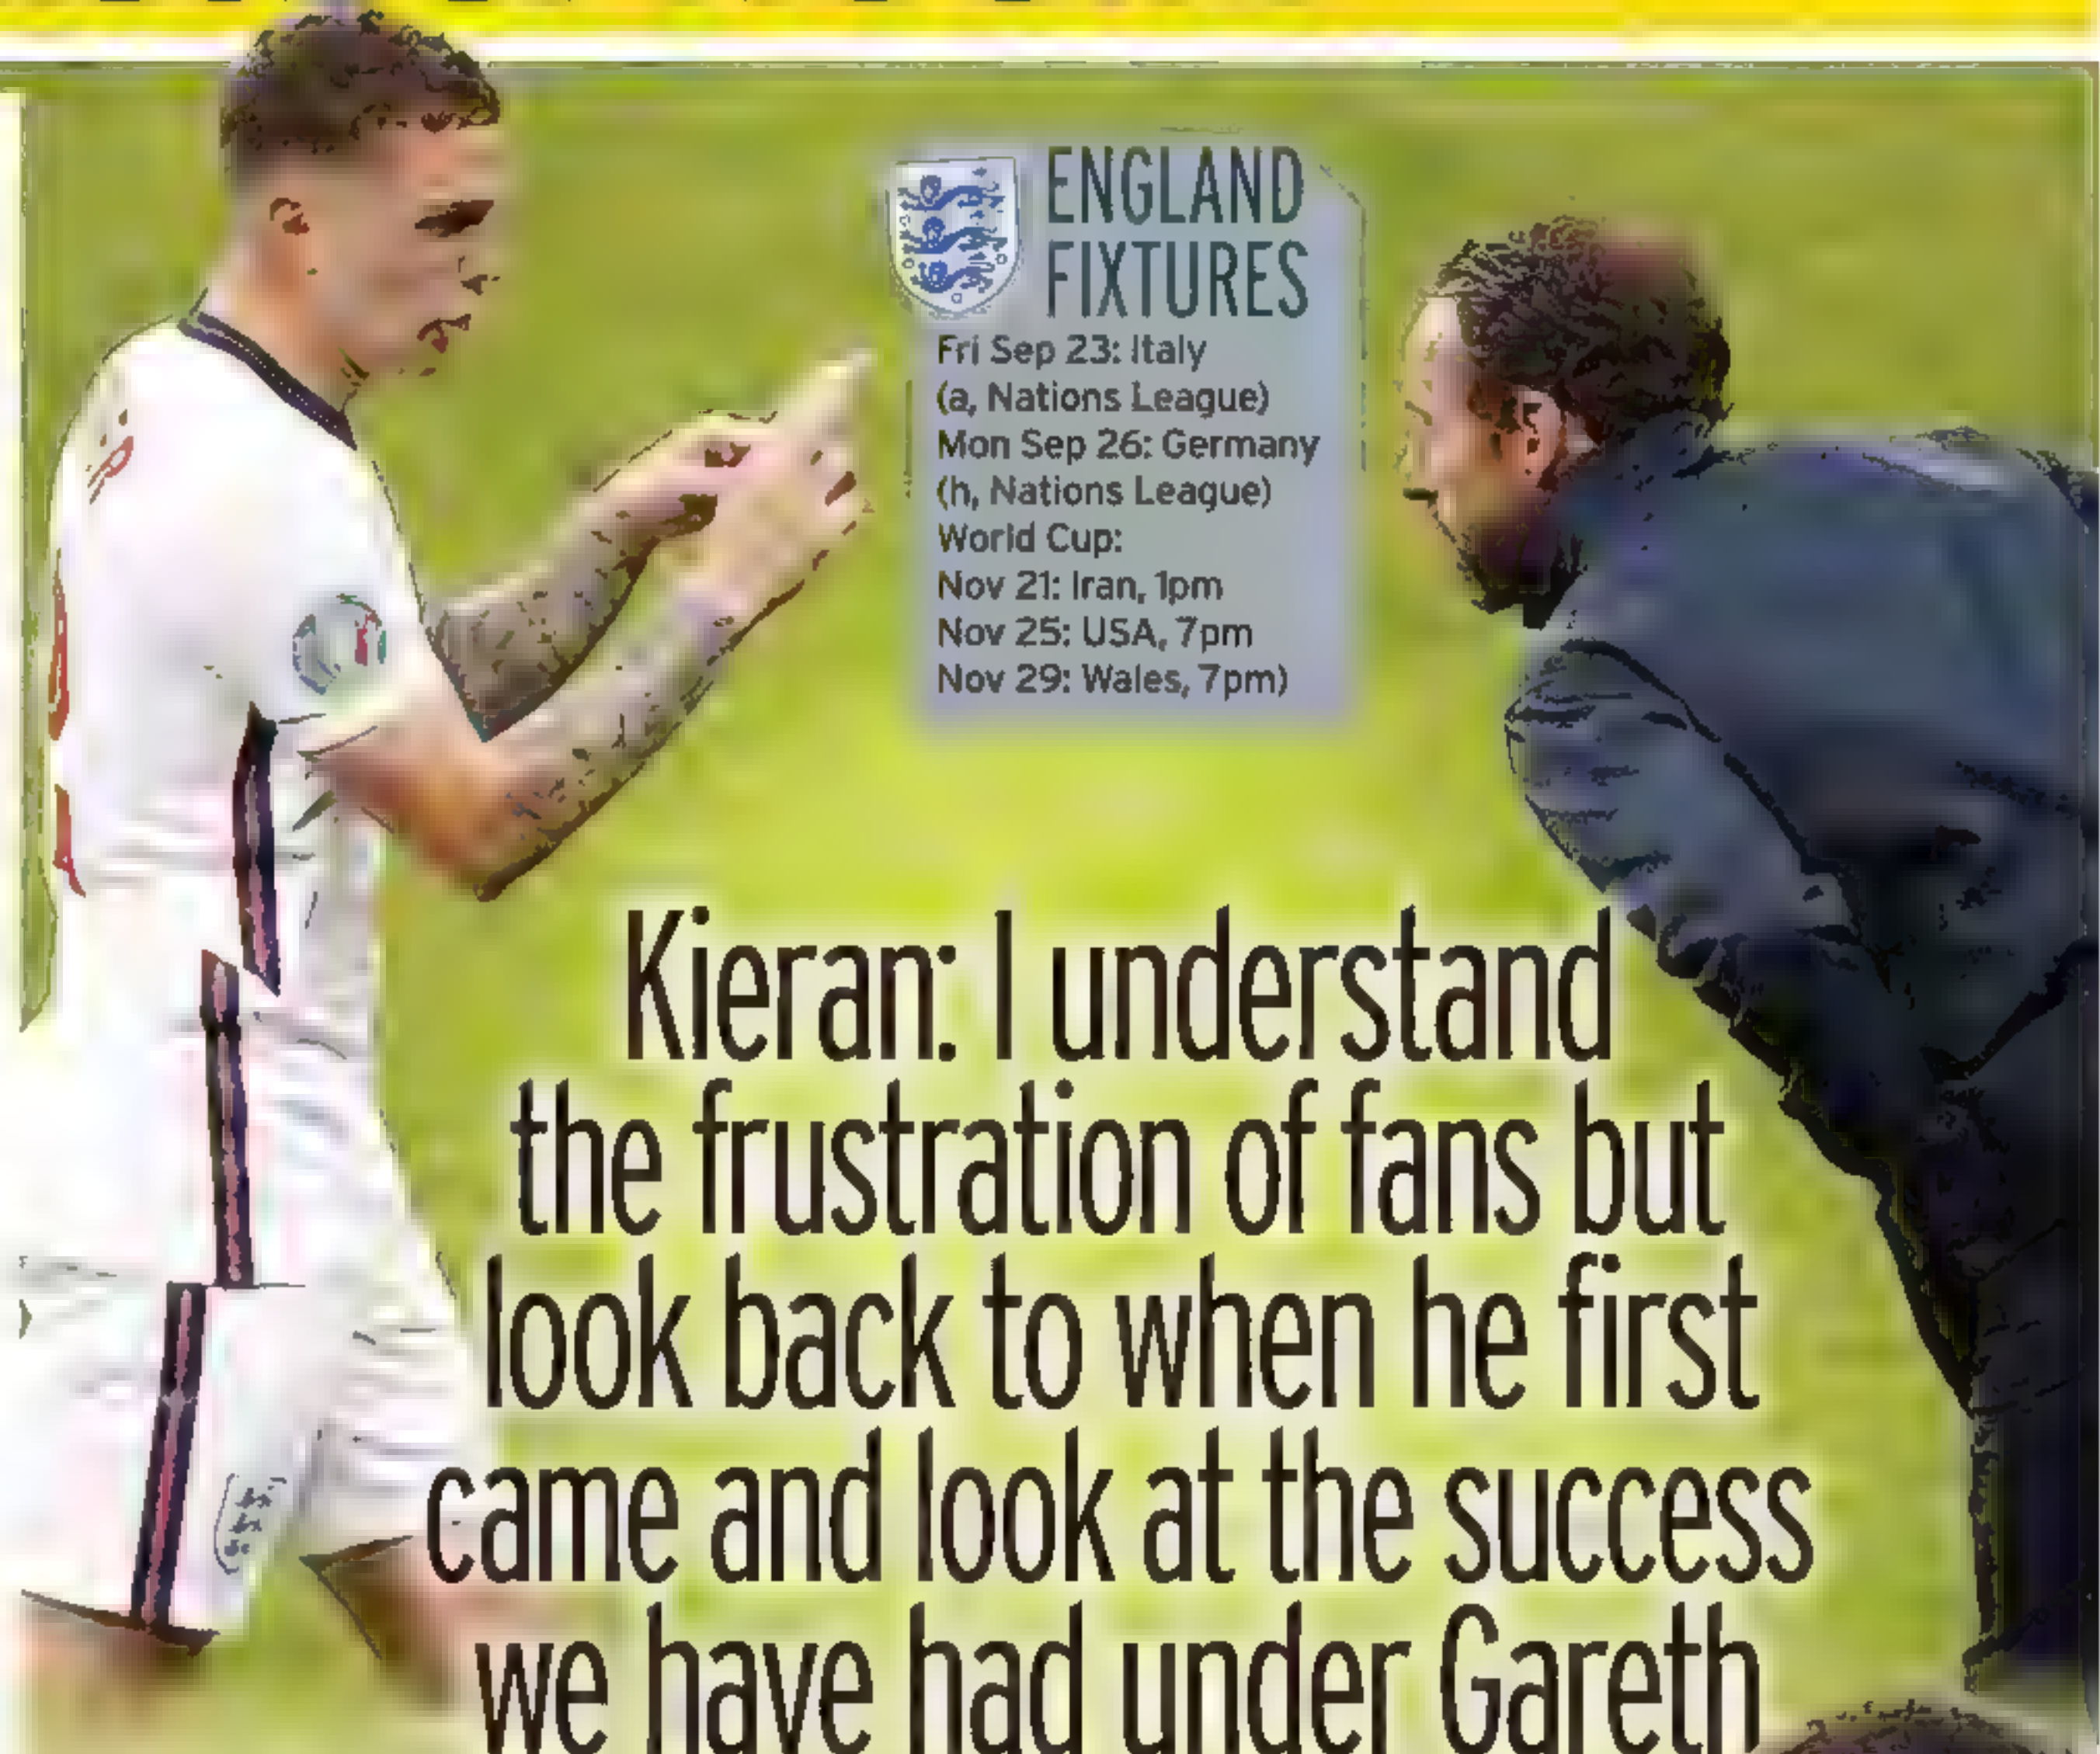 ENGLAND
FIXTURES
Fri Sep 23: Italy
(a, Nations League)
Mon Sep 26: Germany
(h, Nations League)
World Cup:
Nov 21: Iran, 1pm
Nov 25: USA, 7pm
Nov 29: Wales, 7pm)
Kieran: I understand
the frustration of fans but
look back to when he first
came and look at the success
we have had under Gareth